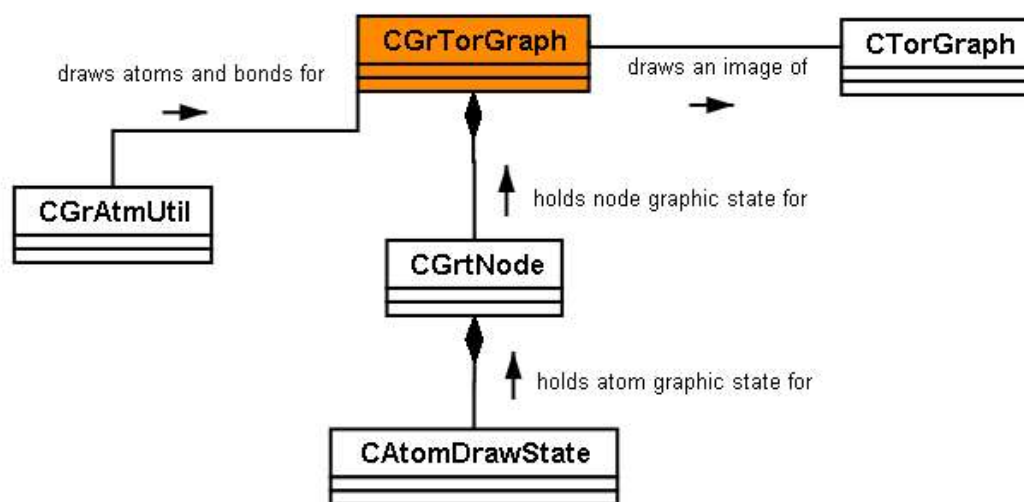 CGrTorGraph
CTorGraph
draws atoms and bonds for
draws an image of
CGrAtmUtil
holds node graphic state for
CGrtNode
holds atom graphic state for
CAtomDrawState